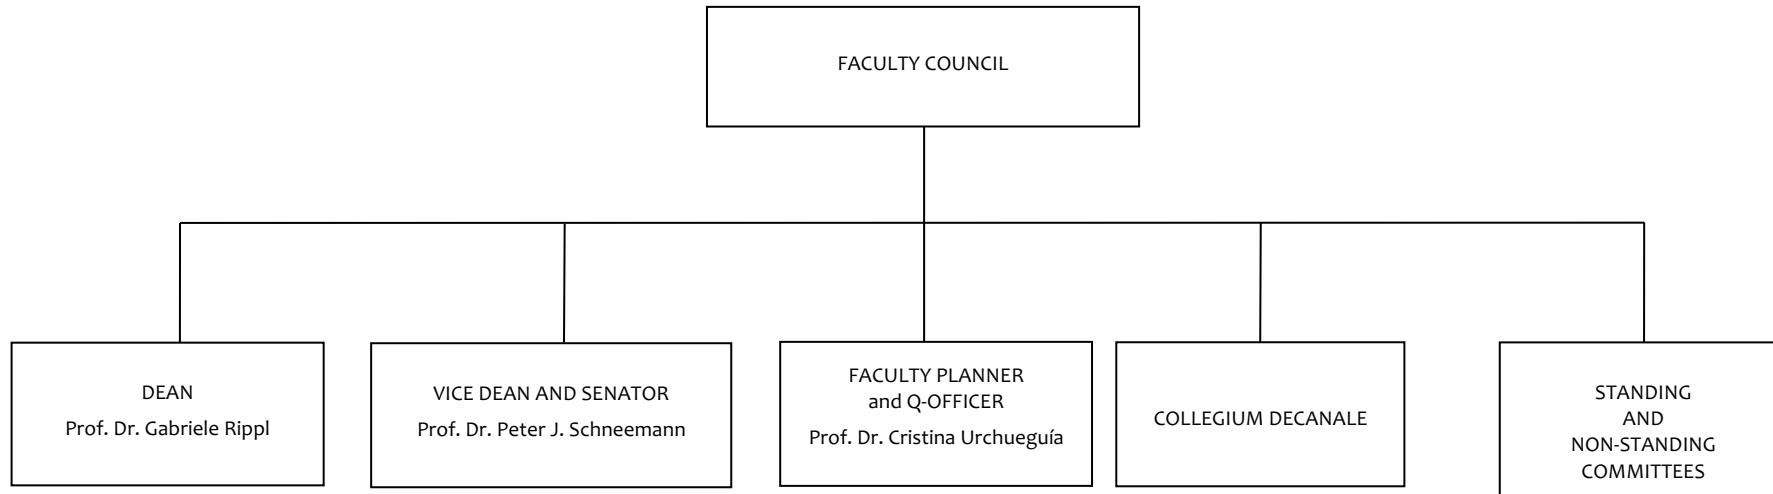 FACULTY COUNCIL
DEAN
Prof. Dr. Gabriele Rippl
VICE DEAN AND SENATOR
Prof. Dr. Peter J. Schneemann
FACULTY PLANNER
and Q-OFFICER
Prof. Dr. Cristina Urchueguía
COLLEGIUM DECANALE
STANDING
AND
NON-STANDING
COMMITTEES